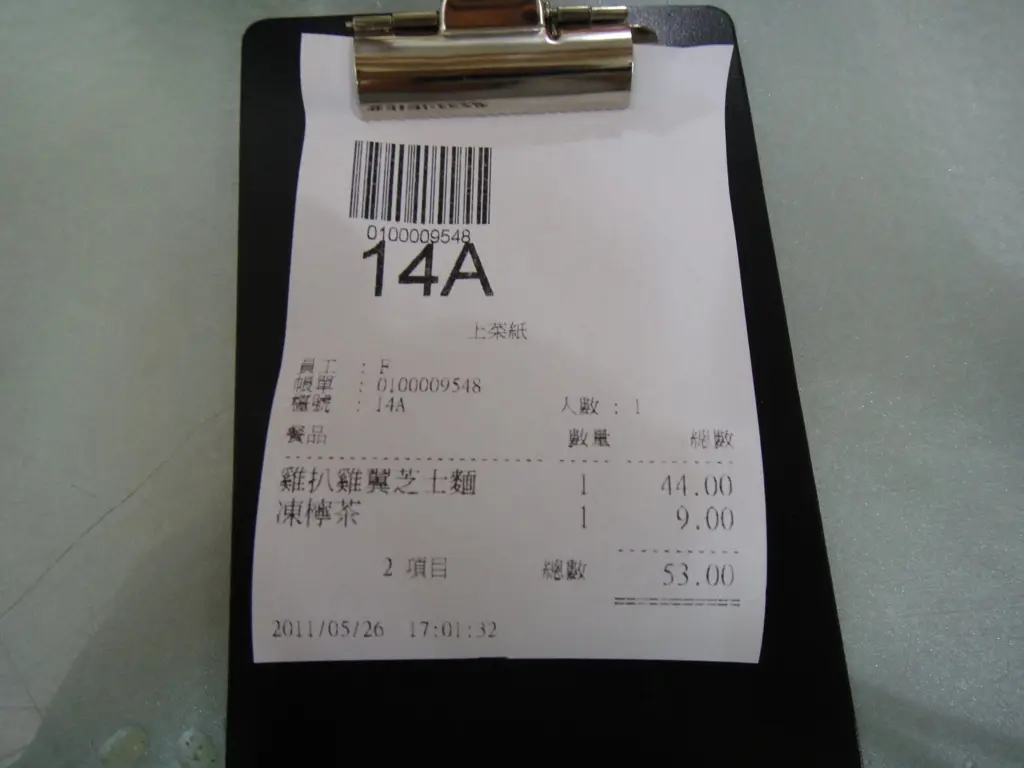 0100009548
14A
上菜紙
員工 : F
帳單 : 0100009548
檯號 : 14A 人數 : 1
餐品 數量 總數
雞扒雞翼芝士麵 1 44.00
凍檸茶 1 9.00
2 項目 總數 53.00
2011/05/26 17:01:32